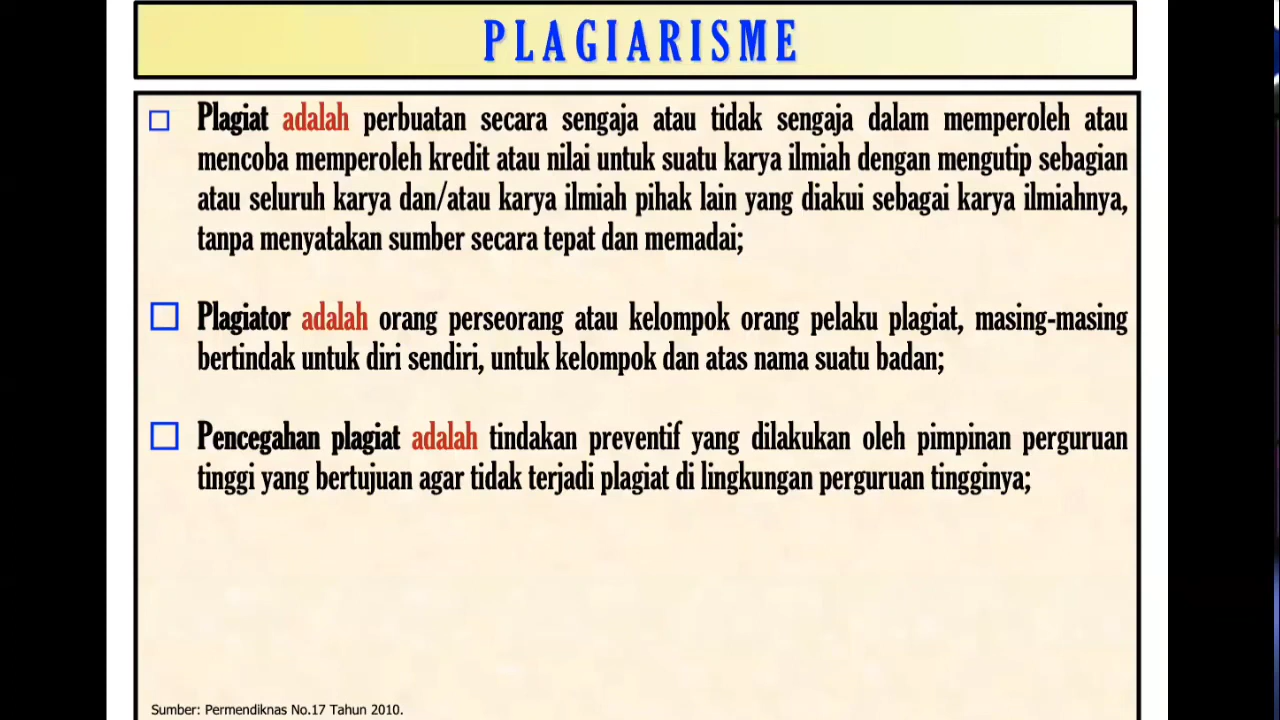 PLAGIARISME
Plagiat adalah perbuatan secara sengaja atau tidak sengaja dalam memperoleh atau
mencoba memperoleh kredit atau nilai untuk suatu karya ilmiah dengan mengutip sebagian
atau seluruh karya dan/atau karya ilmiah pihak lain yang diakui sebagai karya ilmiahnya,
tanpa menyatakan sumber secara tepat dan memadai;
Plagiator adalah orang perseorang atau kelompok orang pelaku plagiat, masing-masing
bertindak untuk diri sendiri, untuk kelompok dan atas nama suatu badan;
Pencegahan plagiat adalah tindakan preventif yang dilakukan oleh pimpinan perguruan
tinggi yang bertujuan agar tidak terjadi plagiat di lingkungan perguruan tingginya;
Sumber: Permendiknas No.17 Tahun 2010.